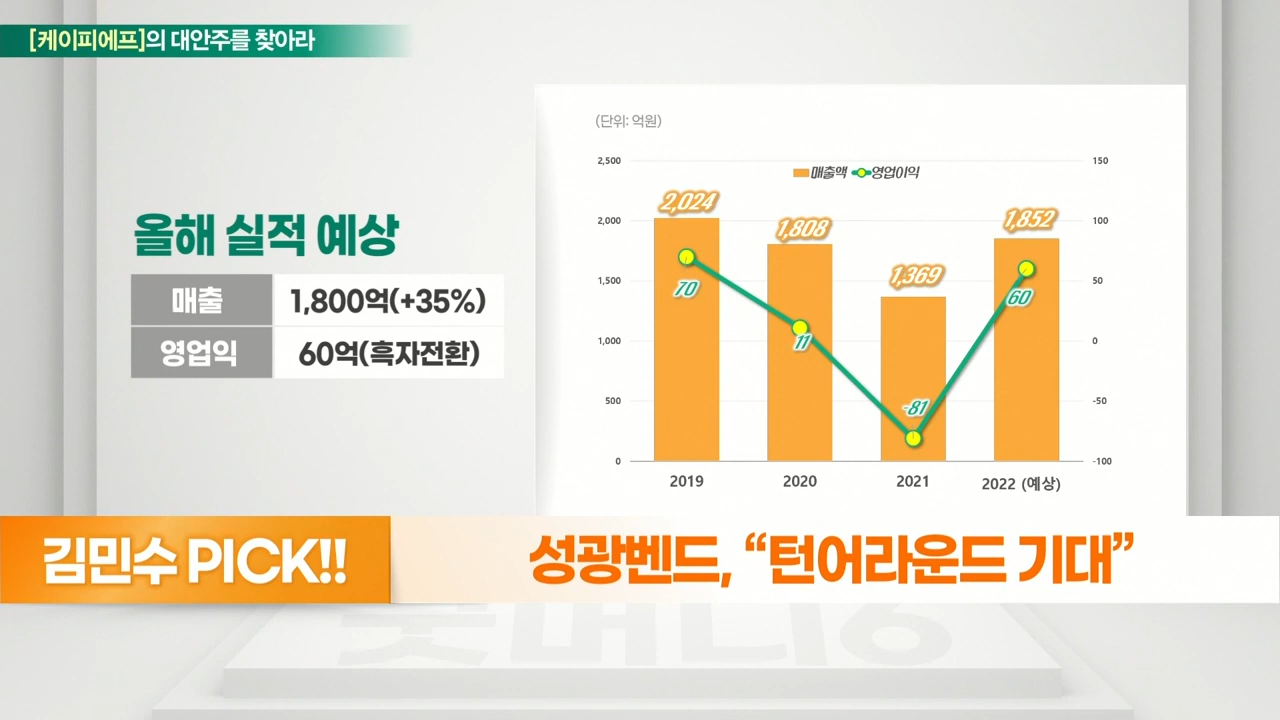 [케이피에프]의 대안주를 찾아라
(단위: 억원)
매출액 영업이익
2,500
2,000
1,500
1,000
500
0
150
100
50
0
-50
-100
2,024
1,808
1,369
1,852
70
11
-81
60
2019
2020
2021
2022 (예상)
올해 실적 예상
매출 1,800억(+35%)
영업익 60억(흑자전환)
김민수 PICK!!
성광벤드, “턴어라운드 기대”
굿머니6